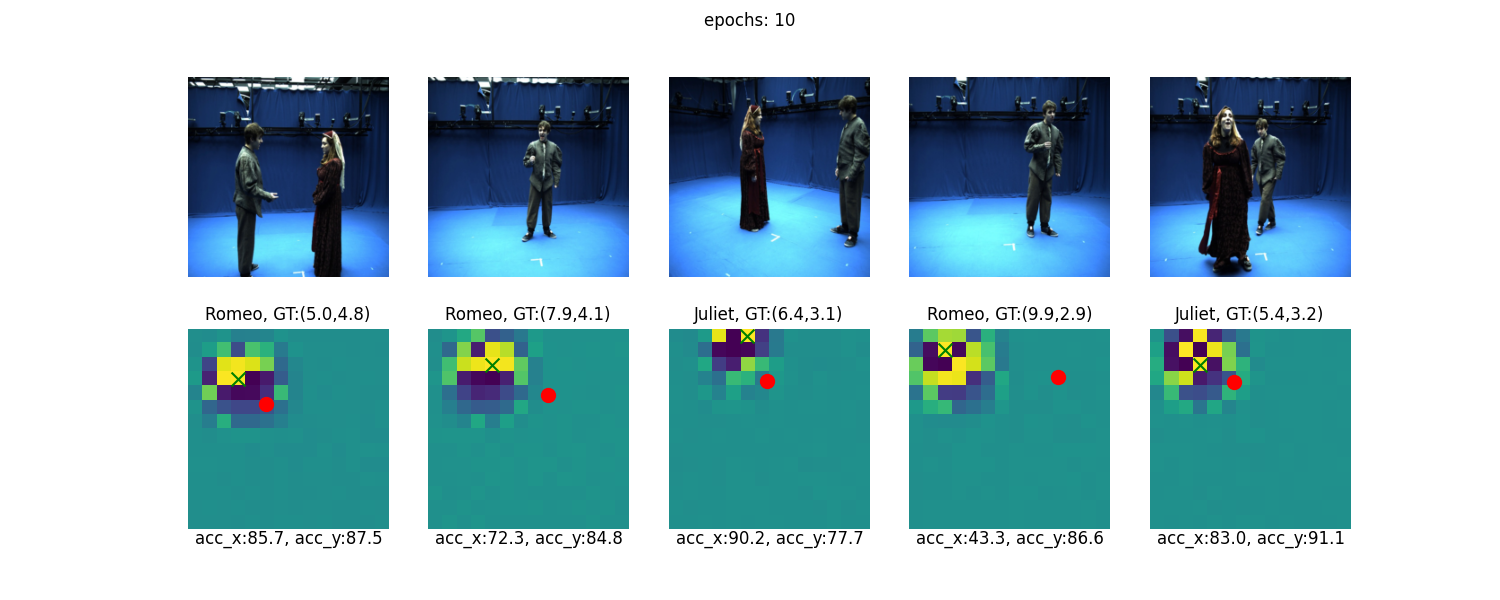 epochs: 10
Romeo, GT:(5.0,4.8)
Romeo, GT:(7.9,4.1)
Juliet, GT:(6.4,3.1)
Romeo, GT:(9.9,2.9)
Juliet, GT:(5.4,3.2)
acc_x:85.7, acc_y:87.5
acc_x:72.3, acc_y:84.8
acc_x:90.2, acc_y:77.7
acc_x:43.3, acc_y:86.6
acc_x:83.0, acc_y:91.1